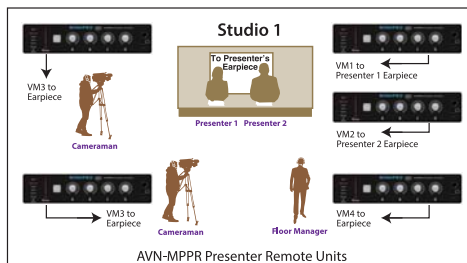 Studio 1
VM3 to
Earpiece
Cameraman
To Presenter's
Earpiece
Presenter 1 Presenter 2
VM1 to
Presenter 1 Earpiece
VM2 to
Presenter 2 Earpiece
VM3 to
Earpiece
Cameraman
Floor Manager
VM4 to
Earpiece
AVN-MPPR Presenter Remote Units